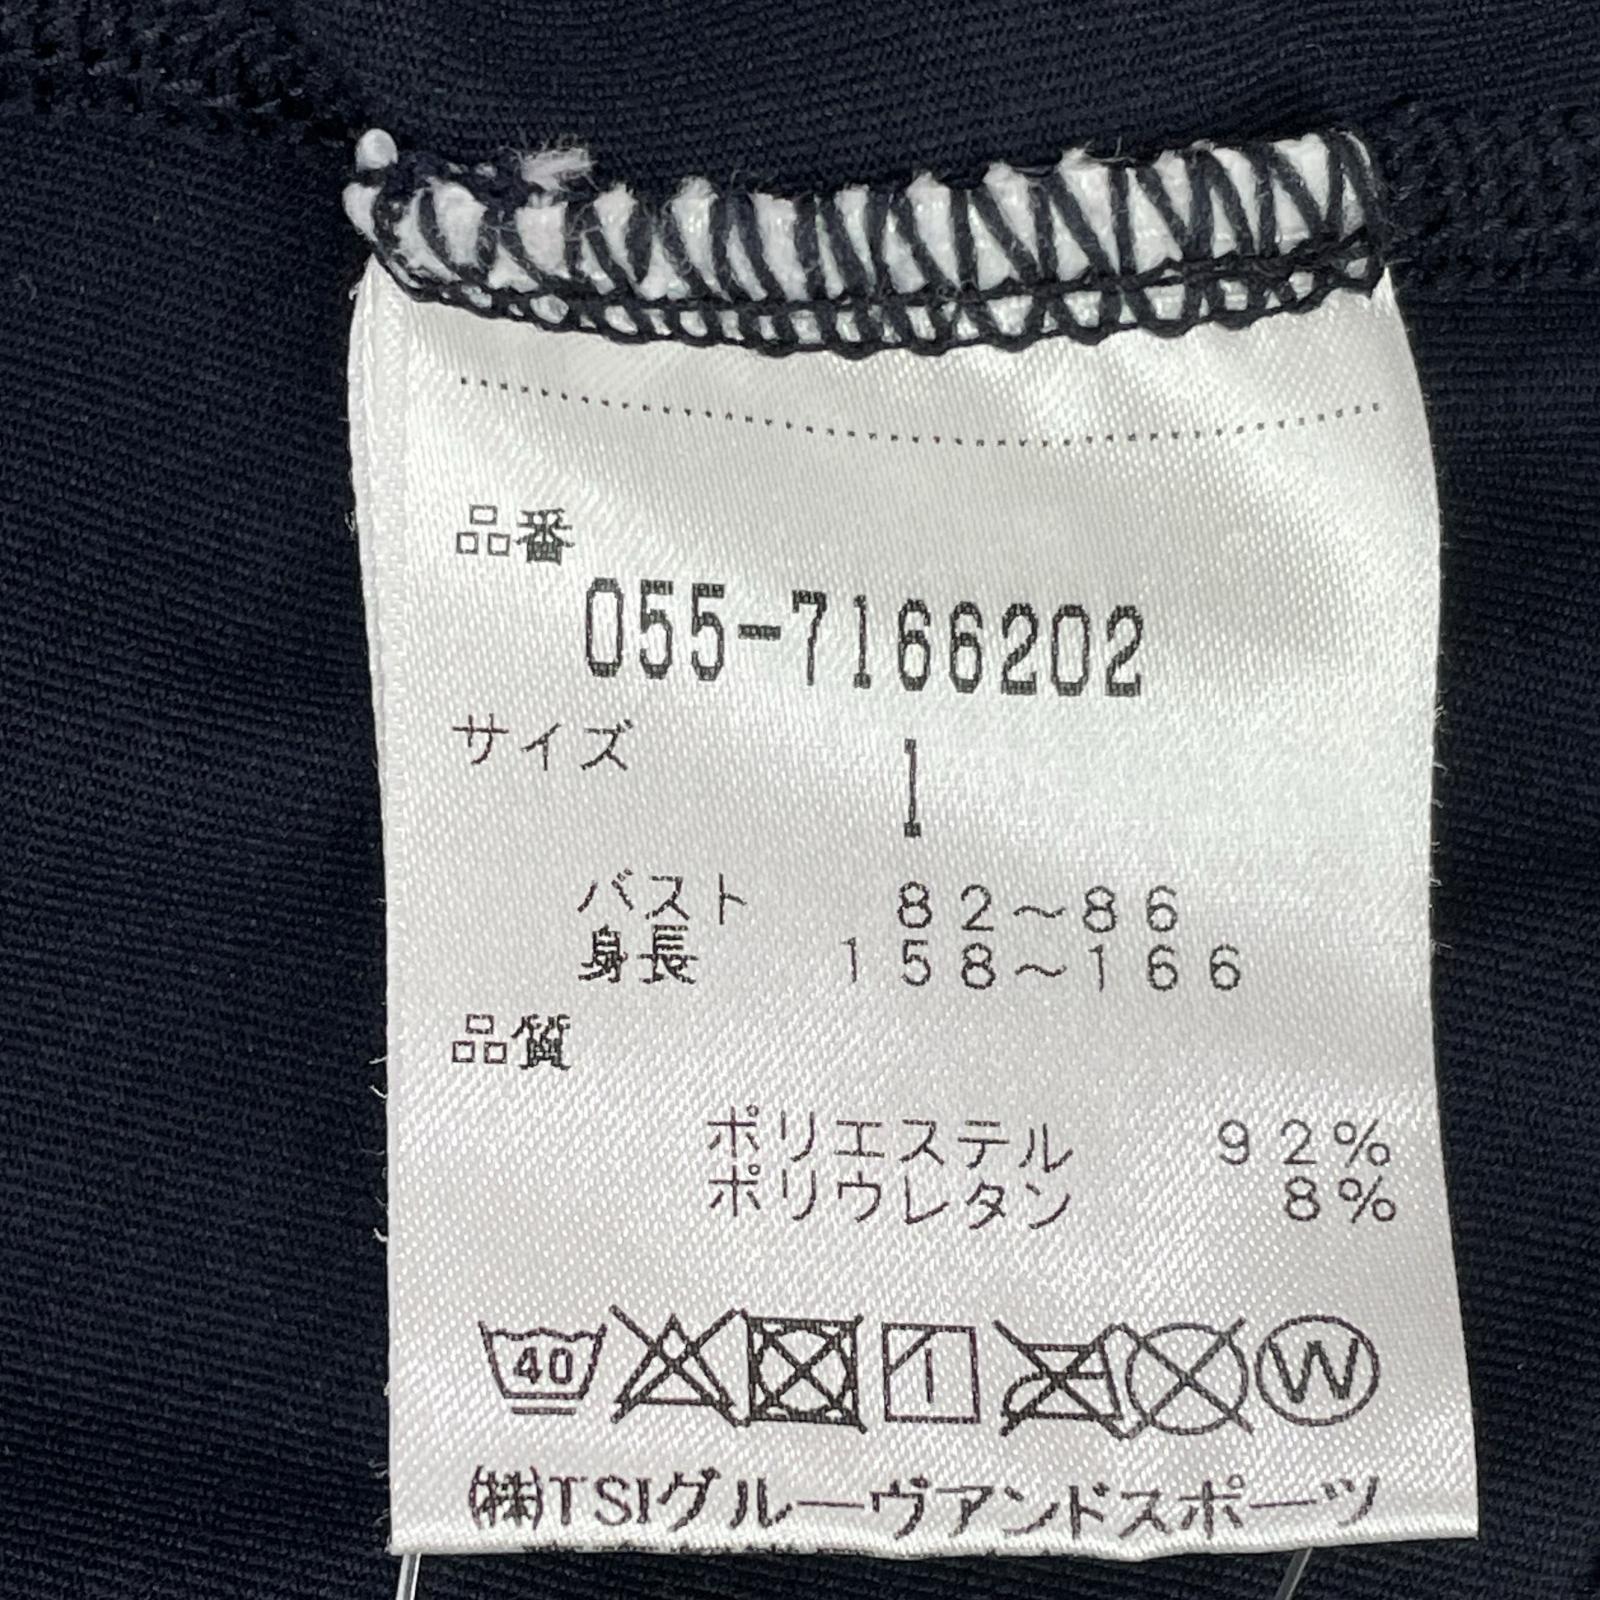 品番
055-7166202
サイズ 1
バスト 82〜86
身長 158〜166
品質
ポリエステル 92%
ポリウレタン 8%
40 W
㈱TSIグルーヴアンドスポーツ